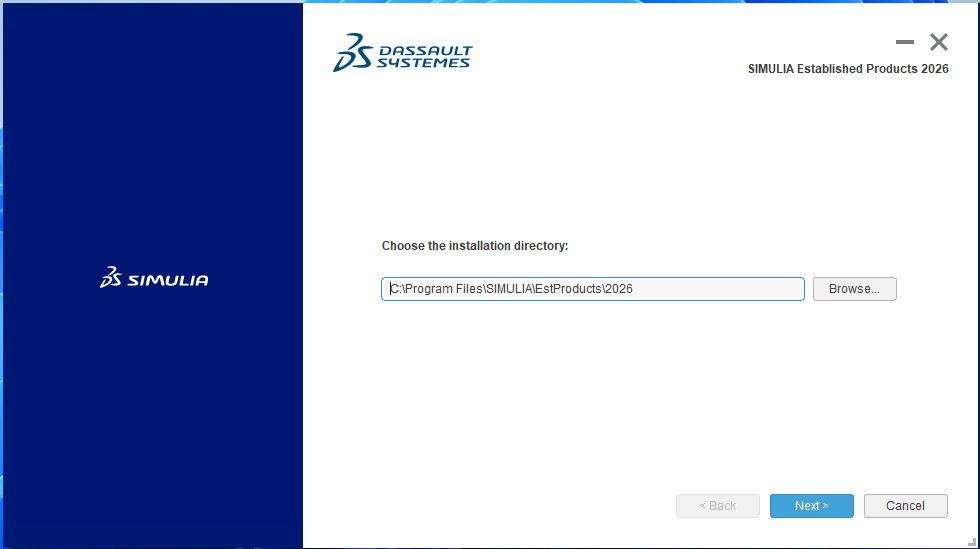 DASSAULT
SYSTEMES
SIMULIA Established Products 2026
Choose the installation directory:
SIMULIA
C:\Program Files\SIMULIA\EstProducts\2026
Browse...
< Back
Next >
Cancel